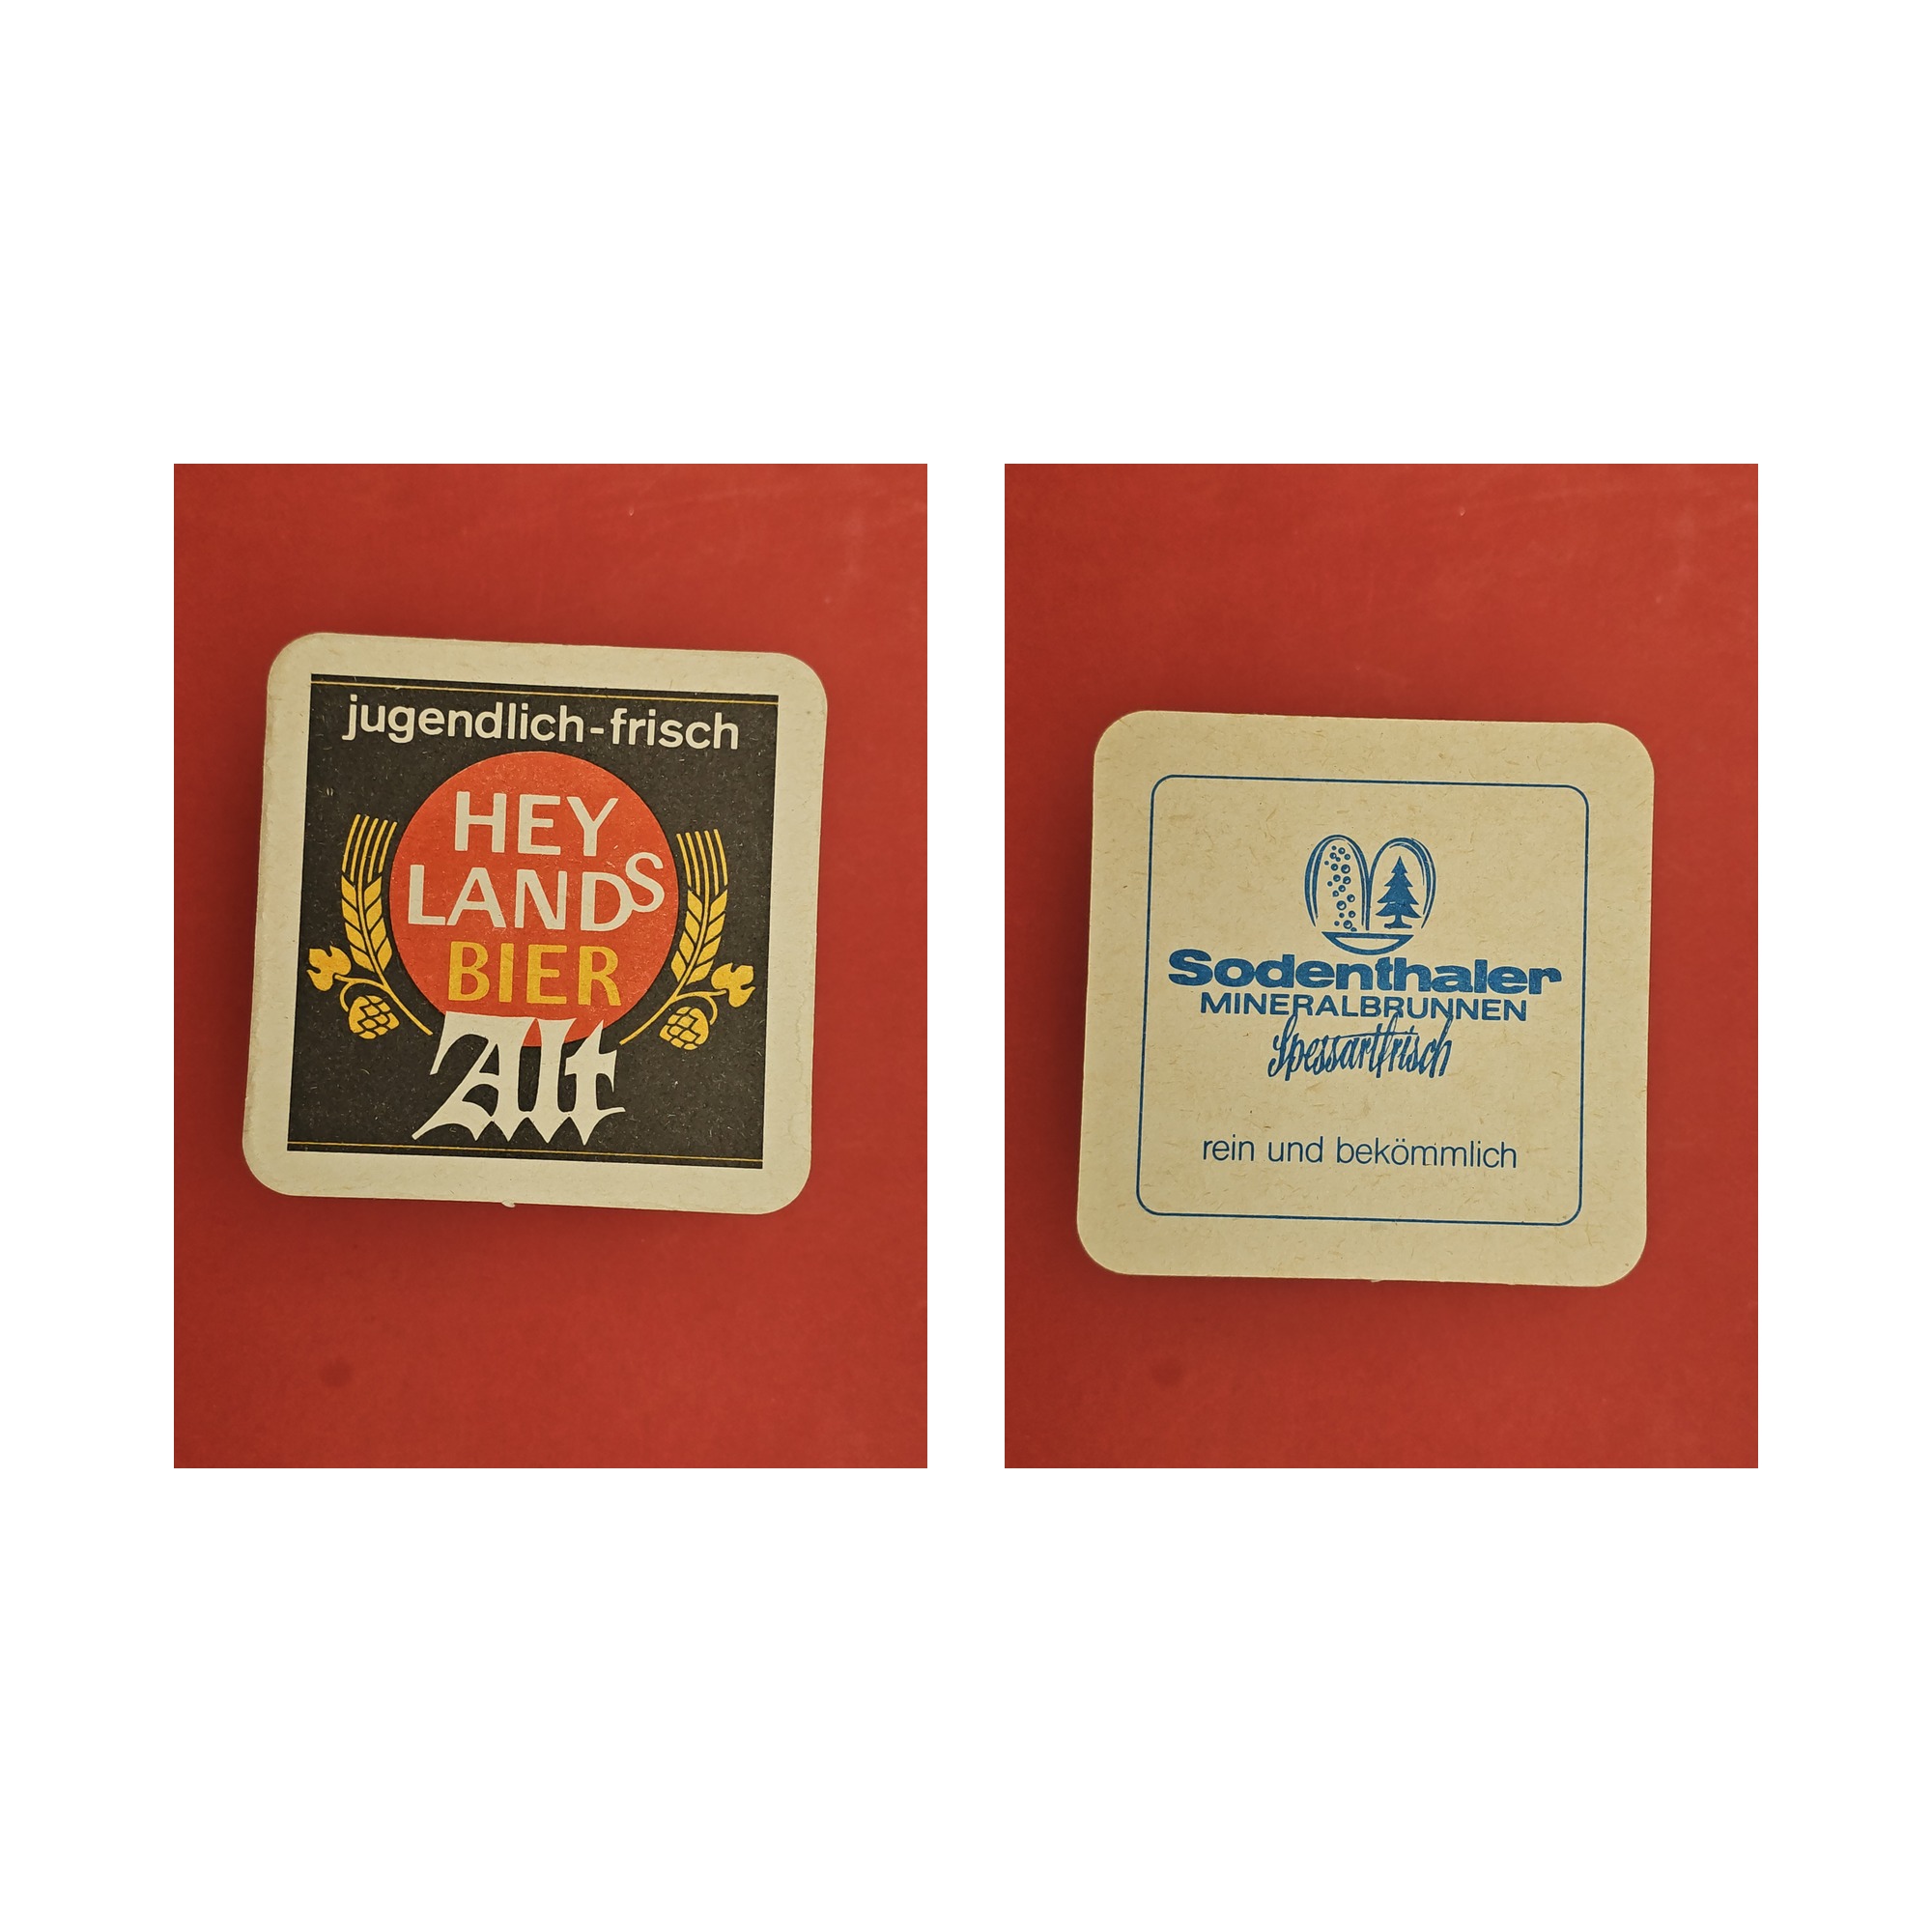 jugendlich-frisch
HEY
LANDS
BIER
Alt
Sodenthaler
MINERALBRUNNEN
Spessartfrisch
rein und bekömmlich